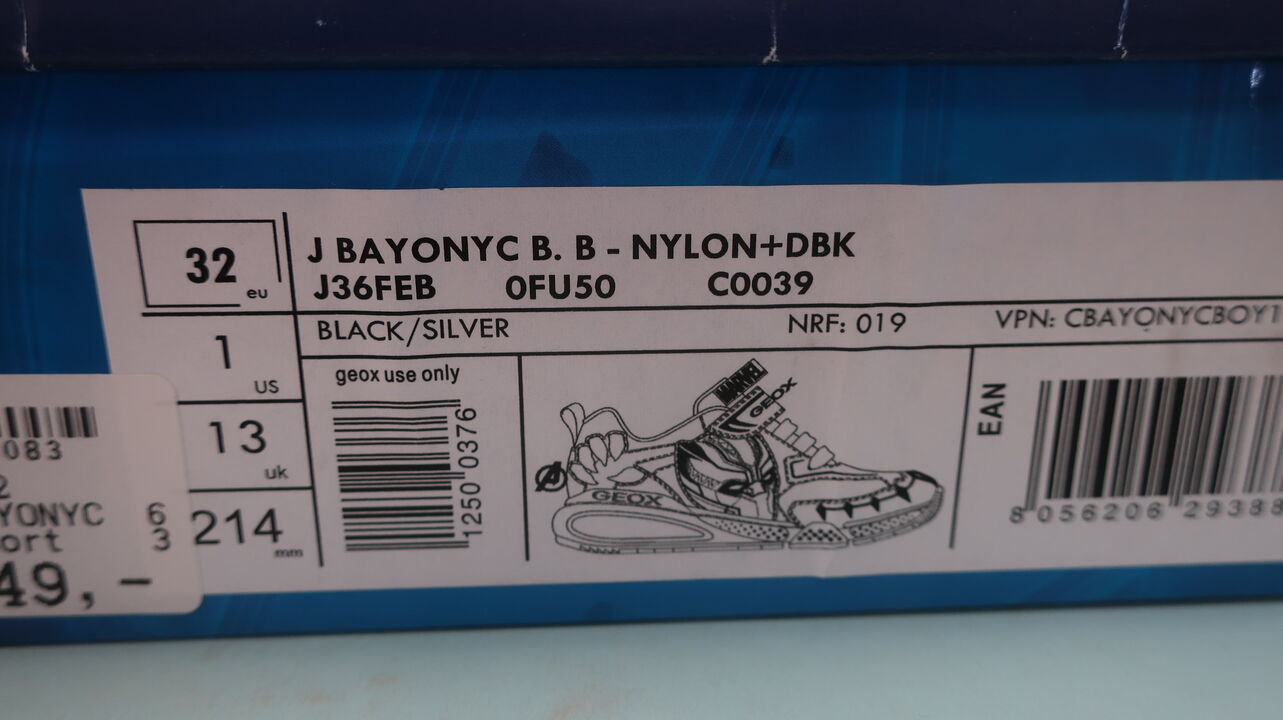 32 eu
J BAYONYC B. B - NYLON+DBK
J36FEB 0FU50 C0039
BLACK/SILVER NRF: 019 VPN: CBAYONYCBOY1
1 US
13 uk
214 mm
geox use only
1250 0376
MARVEL
GEOX
GEOX
EAN
8 056206 29388
083
2
YONYC 6
ort 3
49, -